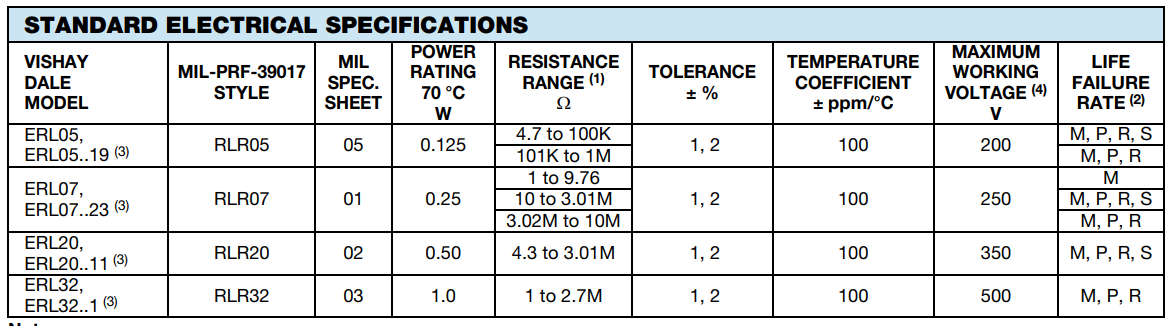 STANDARD ELECTRICAL SPECIFICATIONS
VISHAY
DALE
MODEL
MIL-PRF-39017
STYLE
MIL
SPEC.
SHEET
POWER
RATING
70 °C
W
RESISTANCE
RANGE (1)
Ω
TOLERANCE
± %
TEMPERATURE
COEFFICIENT
± ppm/°C
MAXIMUM
WORKING
VOLTAGE (4)
V
LIFE
FAILURE
RATE (2)
ERL05,
ERL05..19 (3)
RLR05
05
0.125
4.7 to 100K
101K to 1M
1, 2
100
200
M, P, R, S
M, P, R
ERL07,
ERL07..23 (3)
RLR07
01
0.25
1 to 9.76
10 to 3.01M
3.02M to 10M
1, 2
100
250
M
M, P, R, S
M, P, R
ERL20,
ERL20..11 (3)
RLR20
02
0.50
4.3 to 3.01M
1, 2
100
350
M, P, R, S
ERL32,
ERL32..1 (3)
RLR32
03
1.0
1 to 2.7M
1, 2
100
500
M, P, R